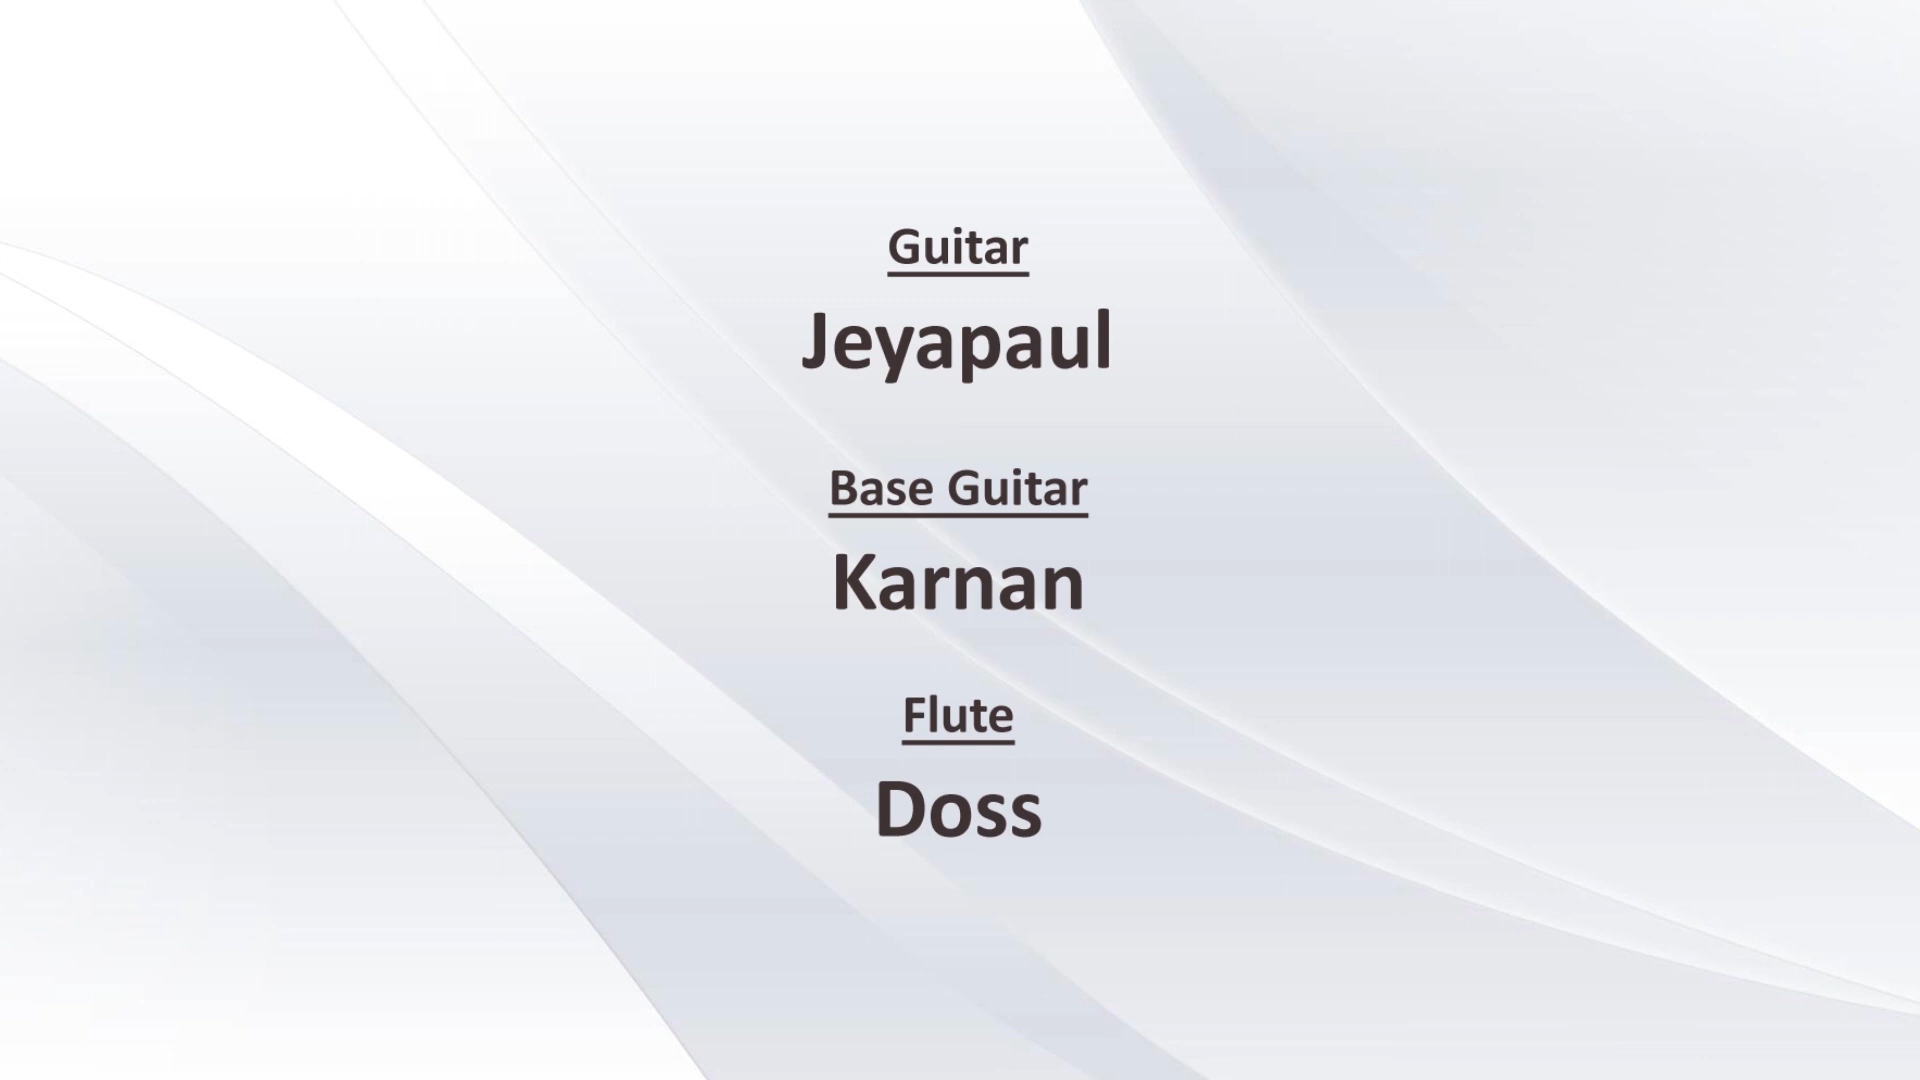 Guitar
Jeyapaul
Base Guitar
Karnan
Flute
Doss